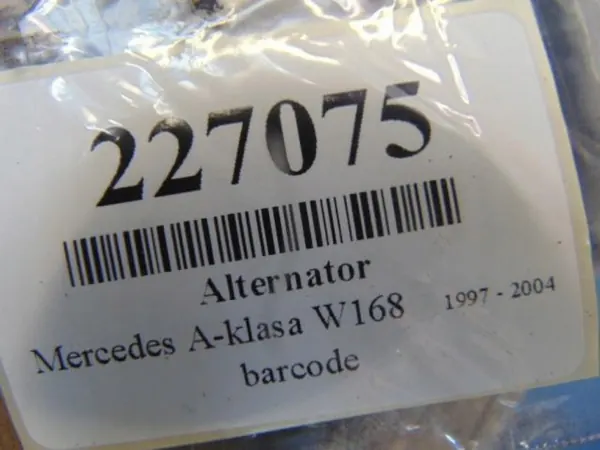 227075
Alternator
Mercedes A-klasa W168 1997 - 2004
barcode